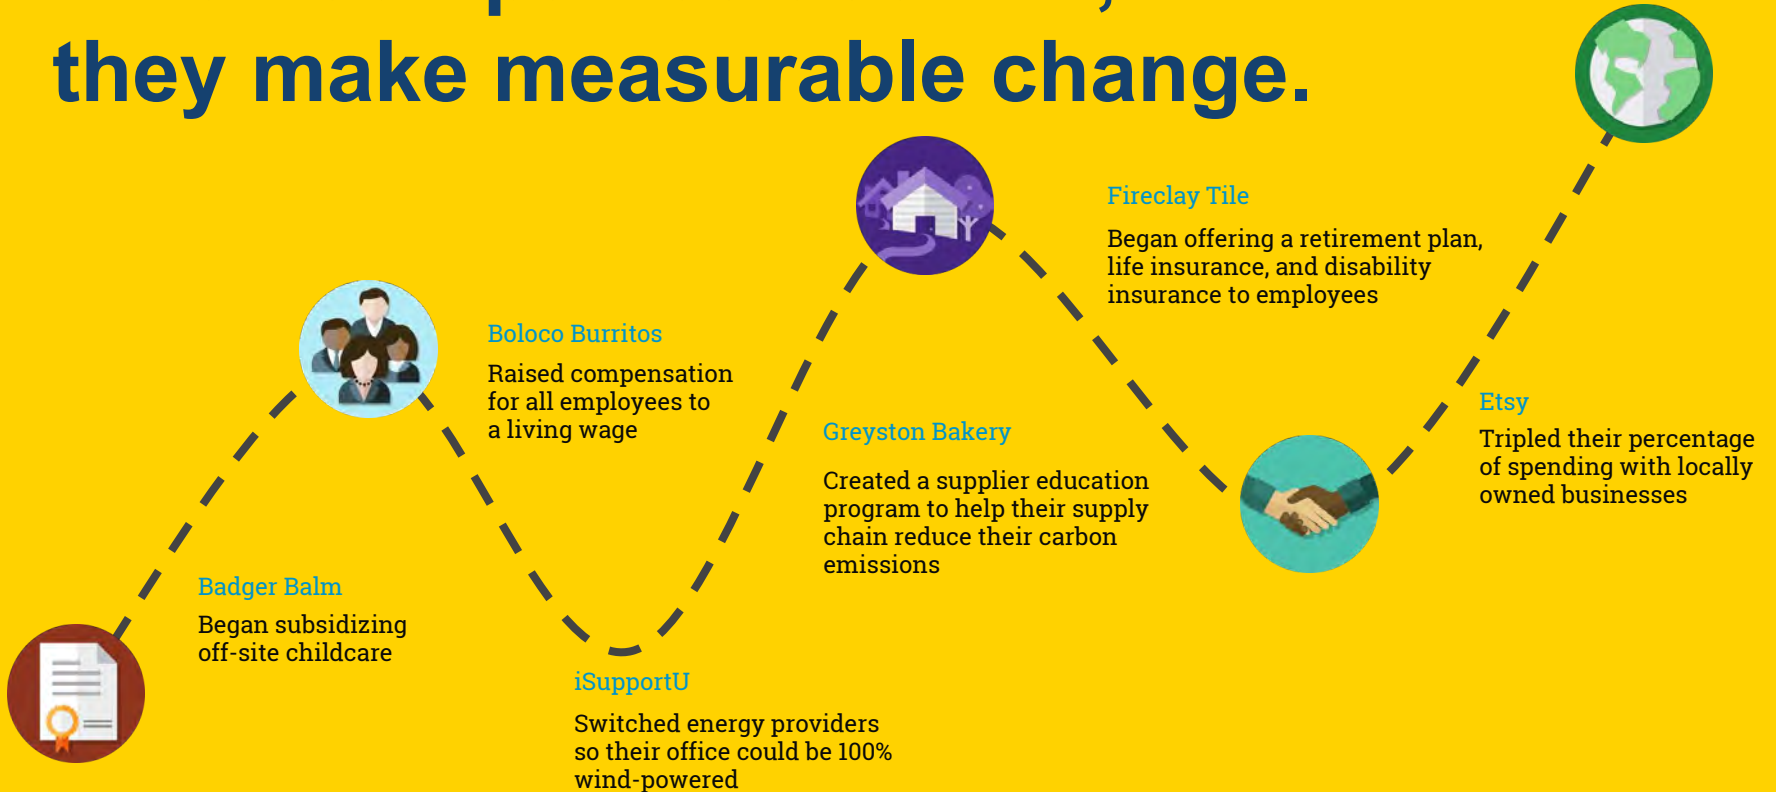 they make measurable change.
Fireclay Tile
Began offering a retirement plan,
life insurance, and disability
insurance to employees
Boloco Burritos
Raised compensation
for all employees to
a living wage
Etsy
Tripled their percentage
of spending with locally
owned businesses
Greyston Bakery
Created a supplier education
program to help their supply
chain reduce their carbon
emissions
Badger Balm
Began subsidizing
off-site childcare
iSupportU
Switched energy providers
so their office could be 100%
wind-powered